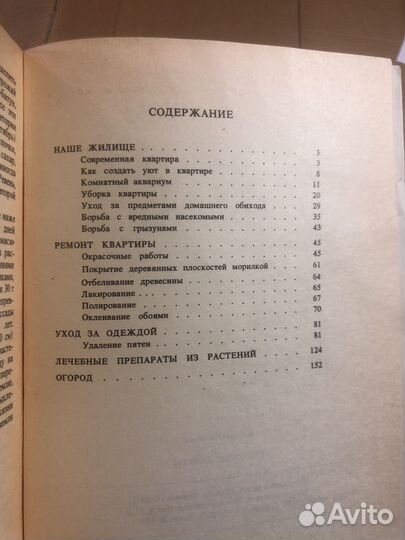 СОДЕРЖАНИЕ
НАШЕ ЖИЛИЩЕ . . . 3
Современная квартира . . . 3
Как создать уют в квартире . . . 8
Комнатный аквариум . . . 11
Уборка квартиры . . . 20
Уход за предметами домашнего обихода . . . 29
Борьба с вредными насекомыми . . . 35
Борьба с грызунами . . . 43
РЕМОНТ КВАРТИРЫ . . . 45
Окрасочные работы . . . 45
Покрытие деревянных плоскостей морилкой . . . 61
Отбеливание древесины . . . 64
Лакирование . . . 65
Полирование . . . 67
Оклеивание обоями . . . 70
УХОД ЗА ОДЕЖДОЙ . . . 81
Удаление пятен . . . 81
ЛЕЧЕБНЫЕ ПРЕПАРАТЫ ИЗ РАСТЕНИЙ . . . 124
ОГОРОД . . . 152
Avito